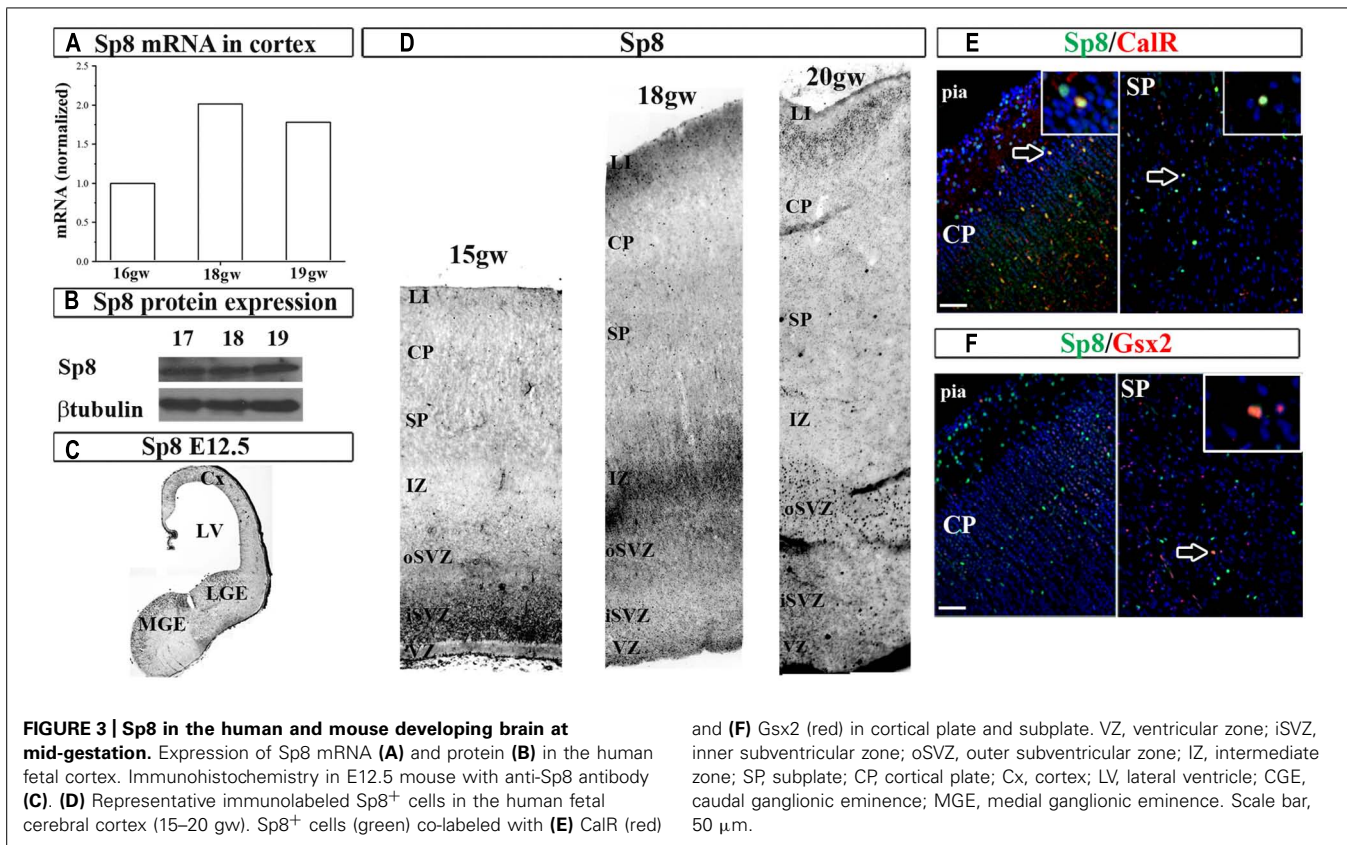 A Sp8 mRNA in cortex
mRNA (normalized)
2.5
2.0
1.5
1.0
0.5
0.0
16gw 18gw 19gw
B Sp8 protein expression
17 18 19
Sp8
βtubulin
C Sp8 E12.5
Cx
LV
LGE
MGE
D Sp8
15gw
LI
CP
SP
IZ
oSVZ
iSVZ
VZ
18gw
LI
CP
SP
IZ
oSVZ
iSVZ
VZ
20gw
LI
CP
SP
IZ
oSVZ
iSVZ
VZ
E Sp8/CalR
pia
CP
SP
F Sp8/Gsx2
pia
CP
SP
FIGURE 3 | Sp8 in the human and mouse developing brain at
mid-gestation. Expression of Sp8 mRNA (A) and protein (B) in the human
fetal cortex. Immunohistochemistry in E12.5 mouse with anti-Sp8 antibody
(C). (D) Representative immunolabeled Sp8⁺ cells in the human fetal
cerebral cortex (15–20 gw). Sp8⁺ cells (green) co-labeled with (E) CalR (red)
and (F) Gsx2 (red) in cortical plate and subplate. VZ, ventricular zone; iSVZ,
inner subventricular zone; oSVZ, outer subventricular zone; IZ, intermediate
zone; SP, subplate; CP, cortical plate; Cx, cortex; LV, lateral ventricle; CGE,
caudal ganglionic eminence; MGE, medial ganglionic eminence. Scale bar,
50 μm.